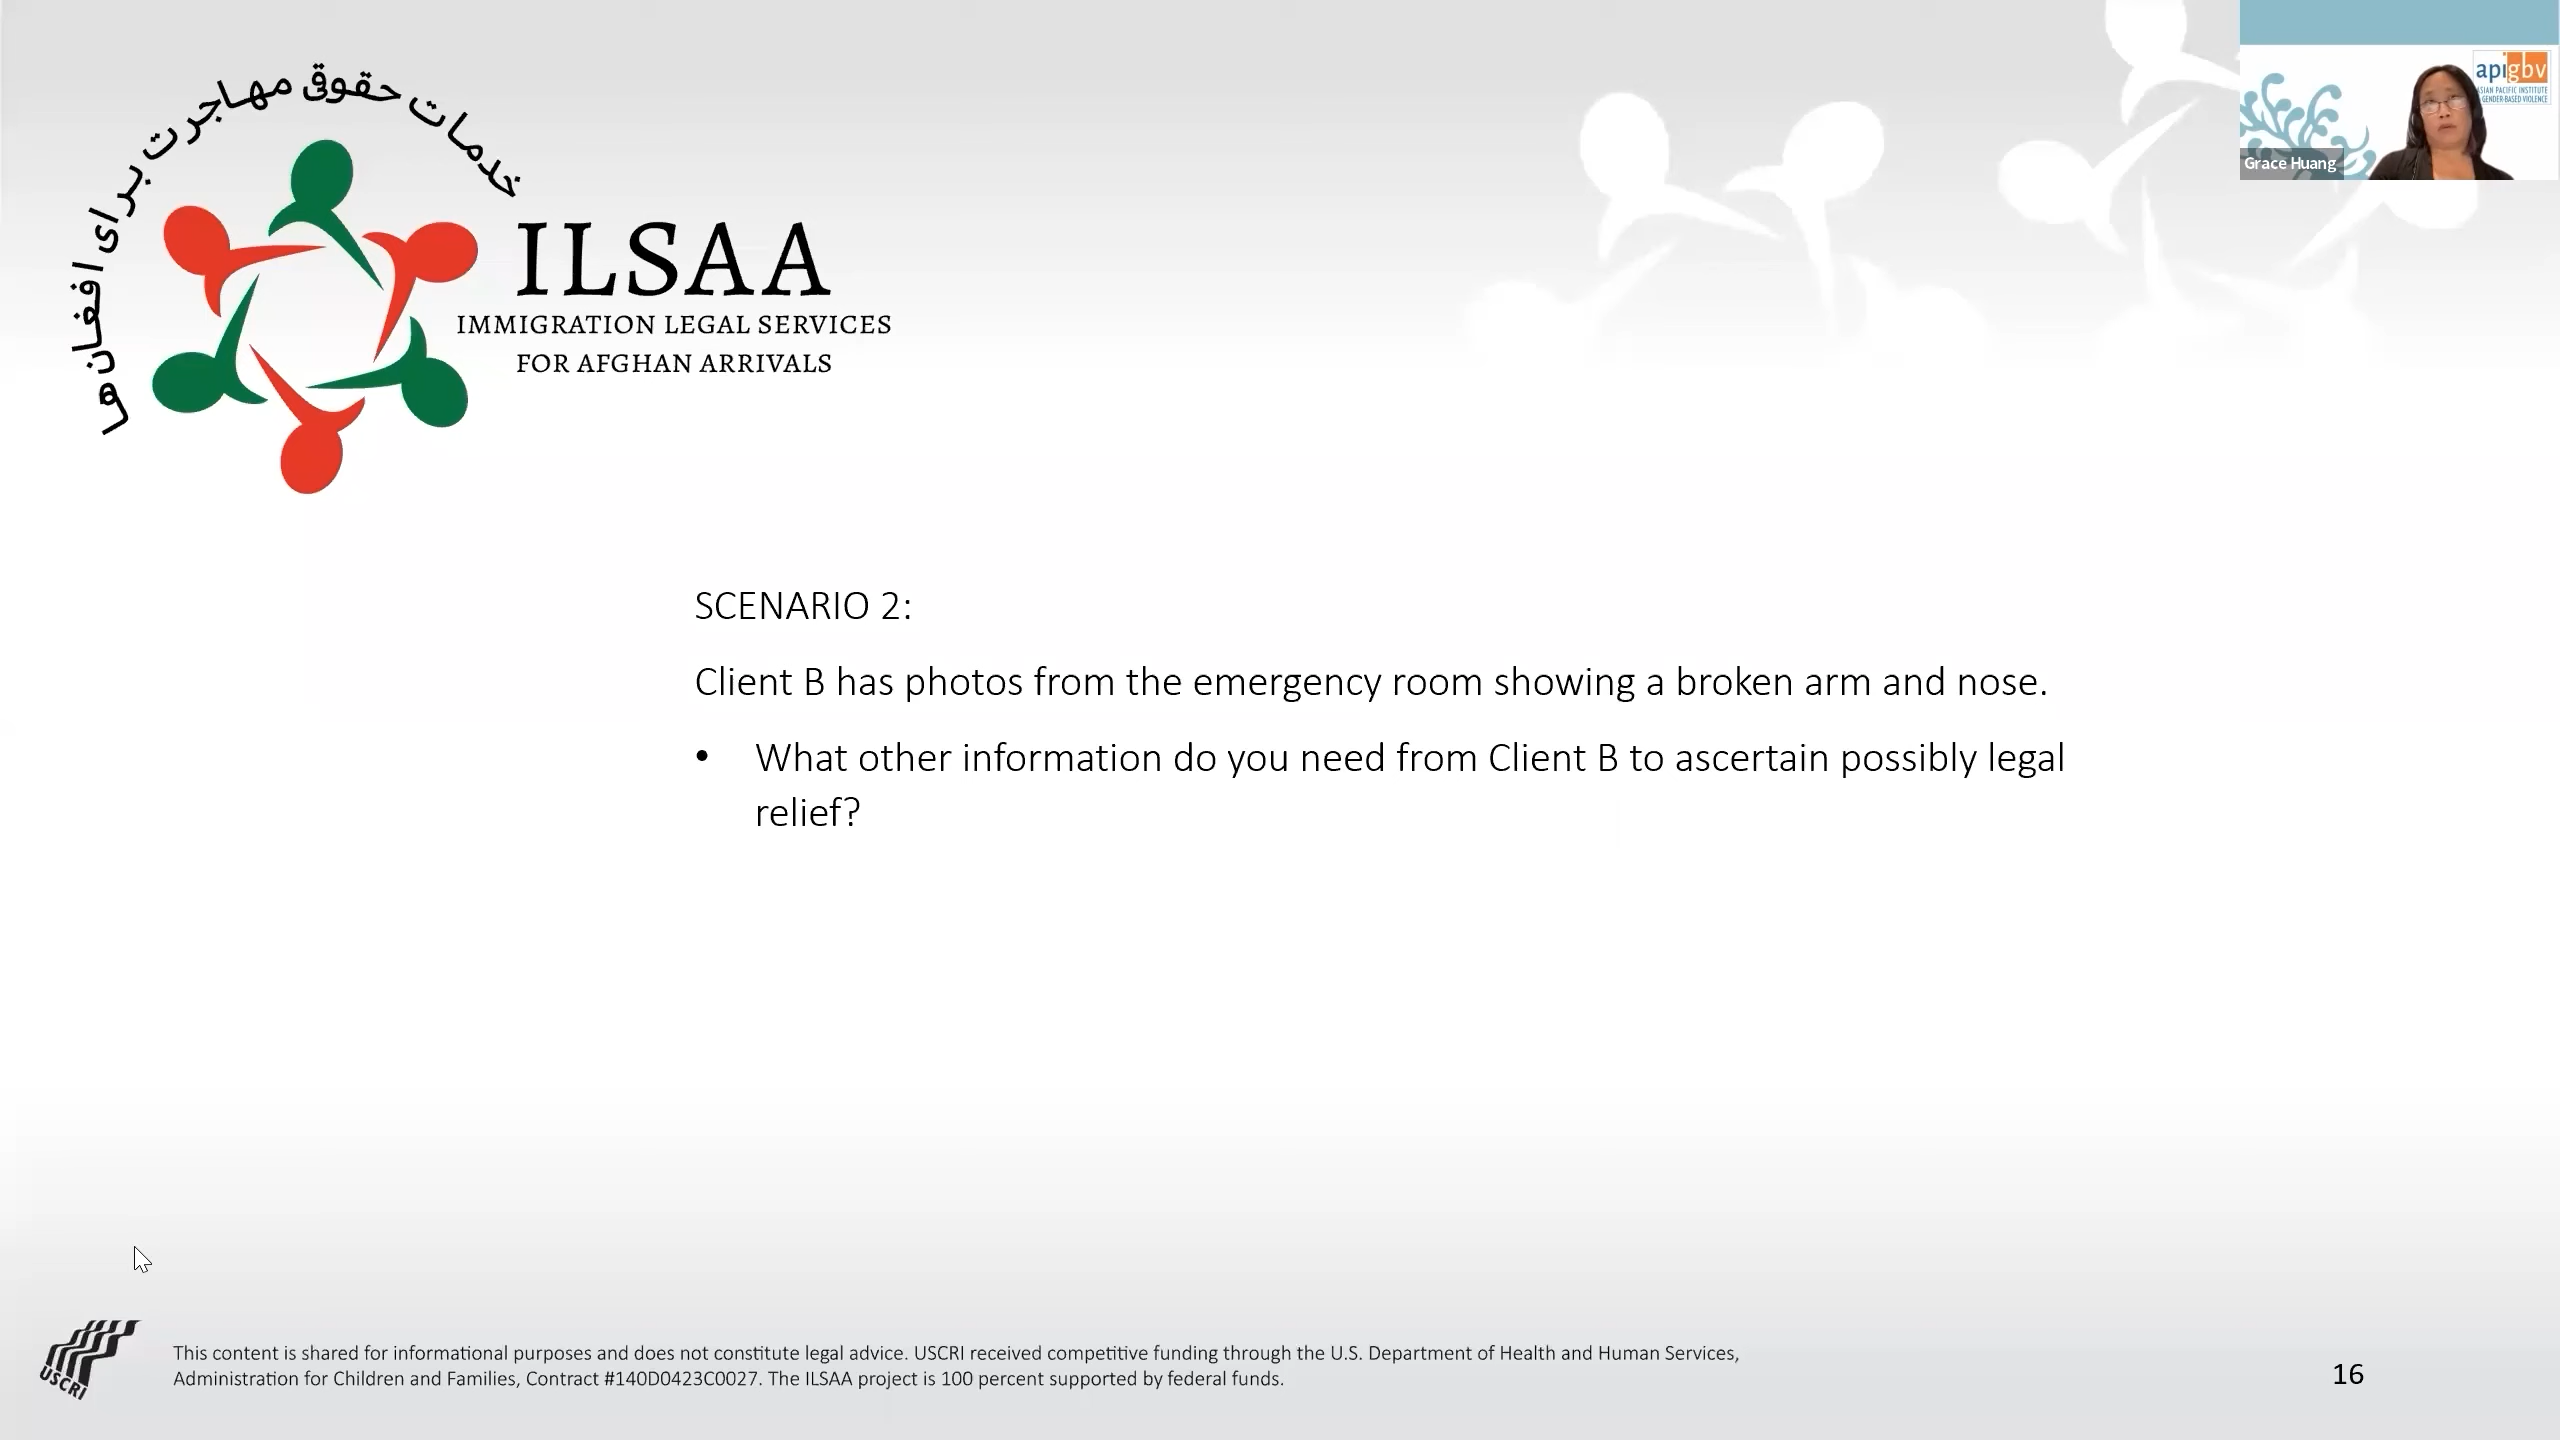 خدمات حقوقی مهاجرت برای افغان ها
ILSAA
IMMIGRATION LEGAL SERVICES
FOR AFGHAN ARRIVALS
apigbv
ASIAN PACIFIC INSTITUTE
GENDER-BASED VIOLENCE
Grace Huang
SCENARIO 2:
Client B has photos from the emergency room showing a broken arm and nose.
• What other information do you need from Client B to ascertain possibly legal
relief?
USCRI
This content is shared for informational purposes and does not constitute legal advice. USCRI received competitive funding through the U.S. Department of Health and Human Services,
Administration for Children and Families, Contract #140D0423C0027. The ILSAA project is 100 percent supported by federal funds.
16